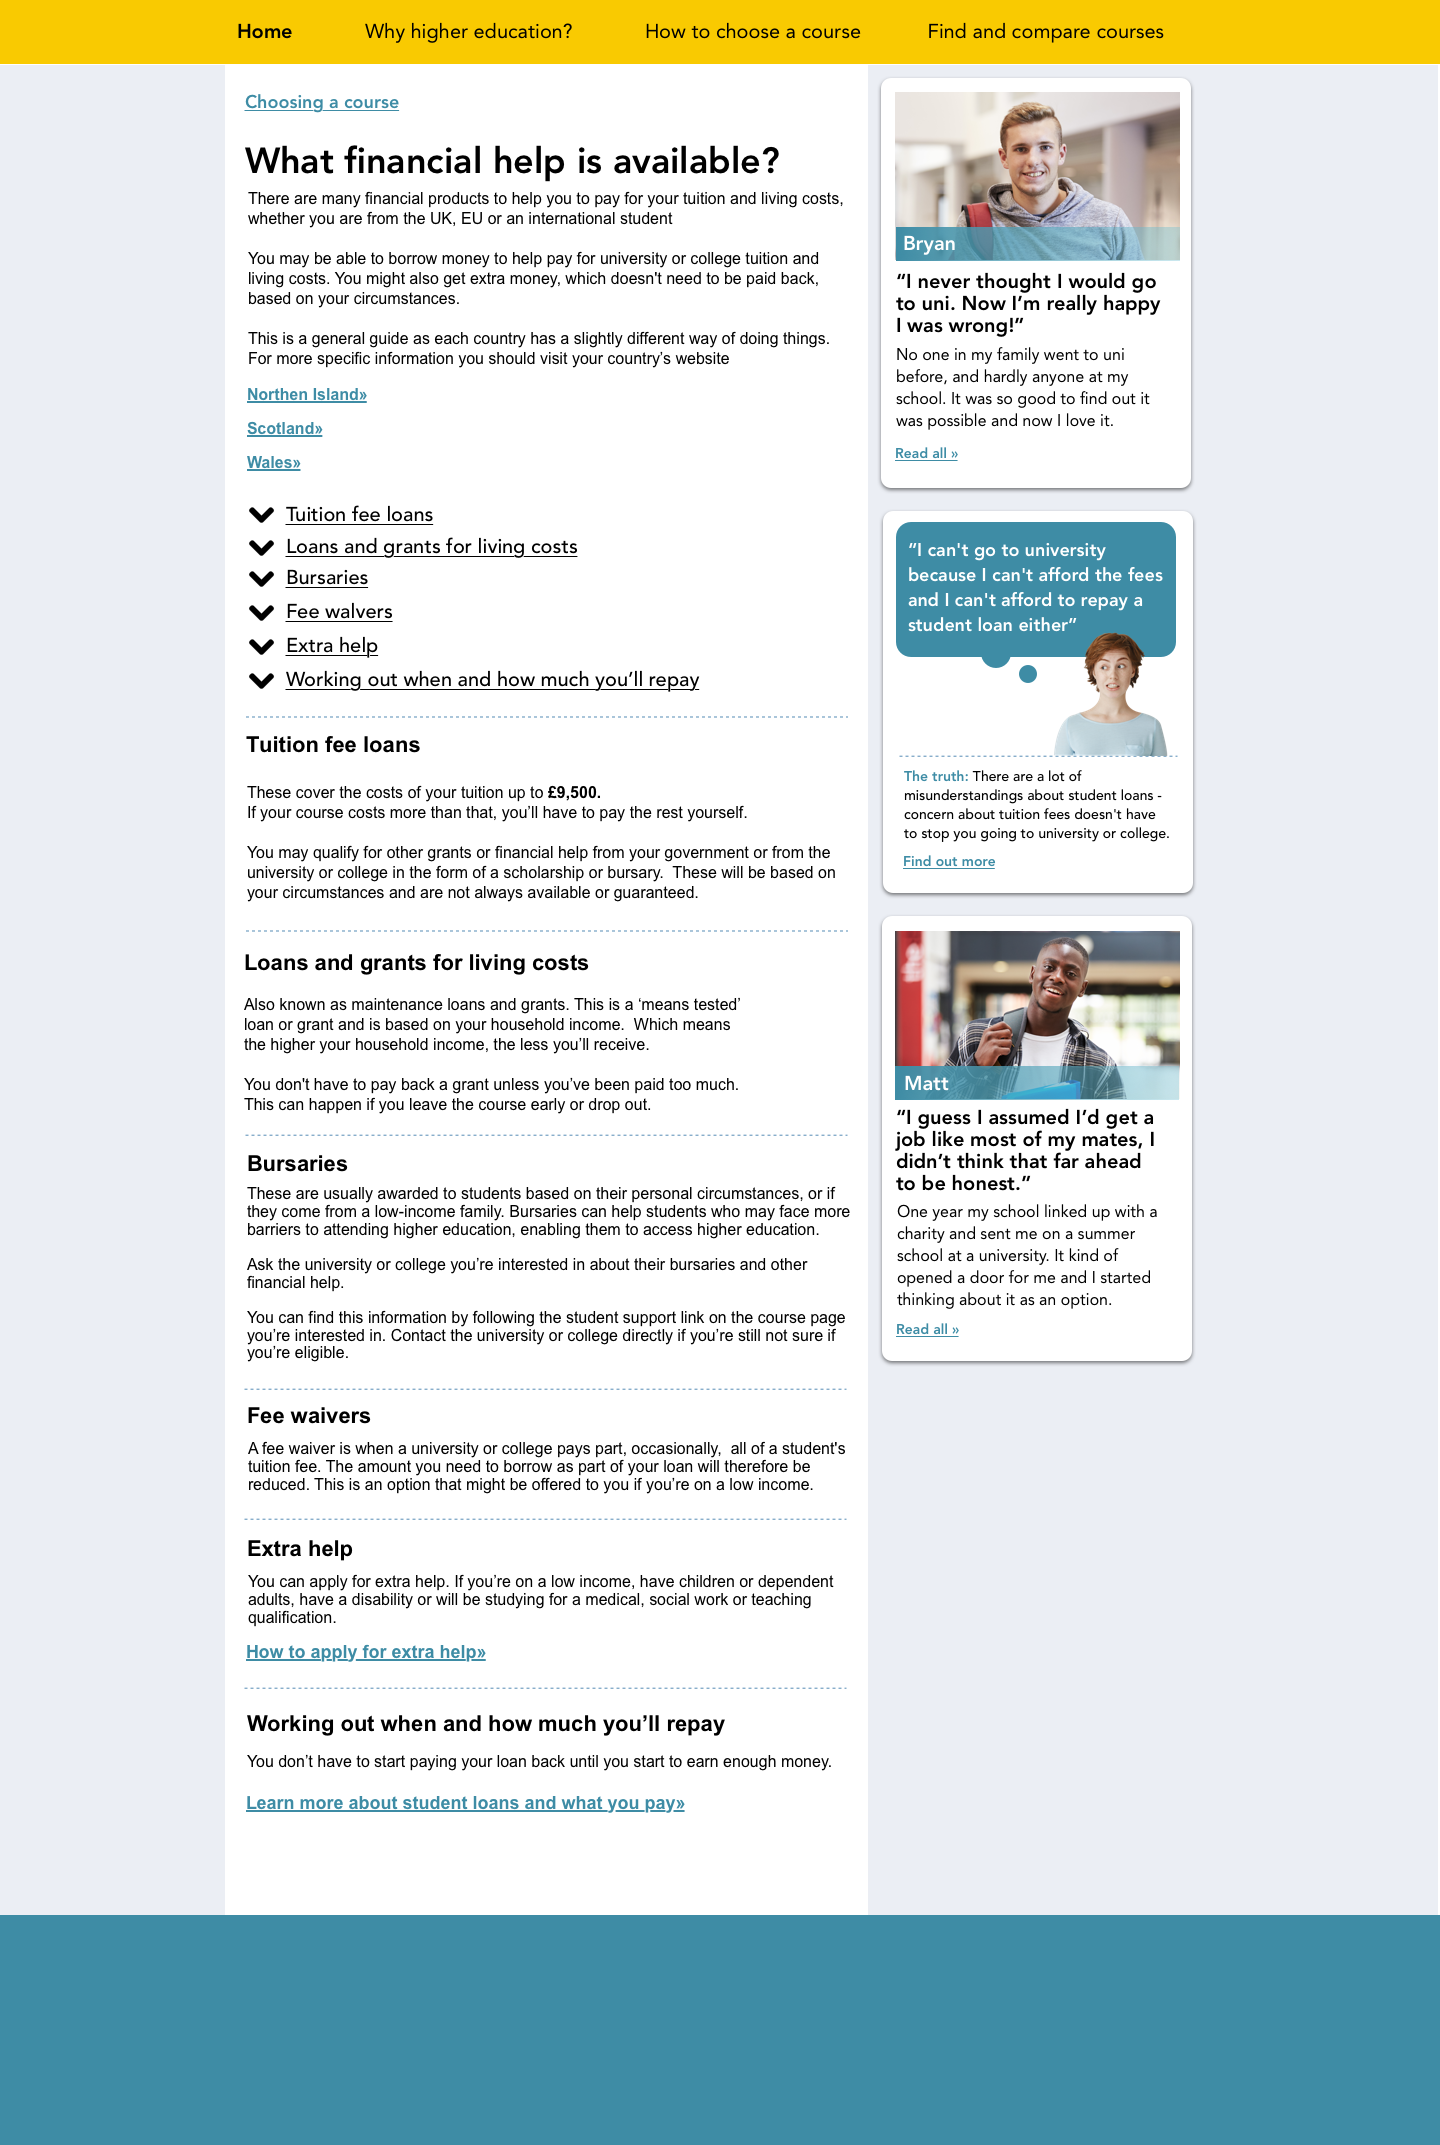 Home Why higher education? How to choose a course Find and compare courses
Choosing a course
What financial help is available?
There are many financial products to help you to pay for your tuition and living costs,
whether you are from the UK, EU or an international student
You may be able to borrow money to help pay for university or college tuition and
living costs. You might also get extra money, which doesn't need to be paid back,
based on your circumstances.
This is a general guide as each country has a slightly different way of doing things.
For more specific information you should visit your country’s website
Northen Island»
Scotland»
Wales»
Tuition fee loans
Loans and grants for living costs
Bursaries
Fee walvers
Extra help
Working out when and how much you’ll repay
Tuition fee loans
These cover the costs of your tuition up to £9,500.
If your course costs more than that, you’ll have to pay the rest yourself.
You may qualify for other grants or financial help from your government or from the
university or college in the form of a scholarship or bursary.  These will be based on
your circumstances and are not always available or guaranteed.
Loans and grants for living costs
Also known as maintenance loans and grants. This is a ‘means tested’
loan or grant and is based on your household income.  Which means
the higher your household income, the less you’ll receive.
You don't have to pay back a grant unless you’ve been paid too much.
This can happen if you leave the course early or drop out.
Bursaries
These are usually awarded to students based on their personal circumstances, or if
they come from a low-income family. Bursaries can help students who may face more
barriers to attending higher education, enabling them to access higher education.
Ask the university or college you’re interested in about their bursaries and other
financial help.
You can find this information by following the student support link on the course page
you’re interested in. Contact the university or college directly if you’re still not sure if
you’re eligible.
Fee waivers
A fee waiver is when a university or college pays part, occasionally,  all of a student's
tuition fee. The amount you need to borrow as part of your loan will therefore be
reduced. This is an option that might be offered to you if you’re on a low income.
Extra help
You can apply for extra help. If you’re on a low income, have children or dependent
adults, have a disability or will be studying for a medical, social work or teaching
qualification.
How to apply for extra help»
Working out when and how much you’ll repay
You don’t have to start paying your loan back until you start to earn enough money.
Learn more about student loans and what you pay»
Bryan
“I never thought I would go
to uni. Now I’m really happy
I was wrong!”
No one in my family went to uni
before, and hardly anyone at my
school. It was so good to find out it
was possible and now I love it.
Read all »
“I can't go to university
because I can't afford the fees
and I can't afford to repay a
student loan either”
The truth: There are a lot of
misunderstandings about student loans -
concern about tuition fees doesn't have
to stop you going to university or college.
Find out more
Matt
“I guess I assumed I’d get a
job like most of my mates, I
didn’t think that far ahead
to be honest.”
One year my school linked up with a
charity and sent me on a summer
school at a university. It kind of
opened a door for me and I started
thinking about it as an option.
Read all »